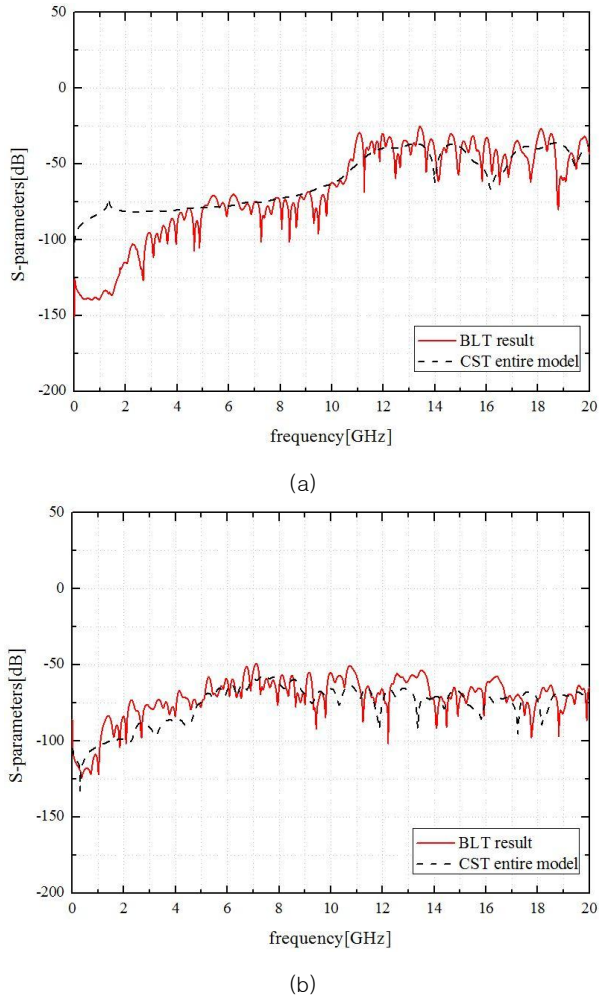 50
0
-50
-100
-150
-200
S-parameters[dB]
BLT result
CST entire model
0 2 4 6 8 10 12 14 16 18 20
frequency[GHz]
(a)
50
0
-50
-100
-150
-200
S-parameters[dB]
BLT result
CST entire model
0 2 4 6 8 10 12 14 16 18 20
frequency[GHz]
(b)